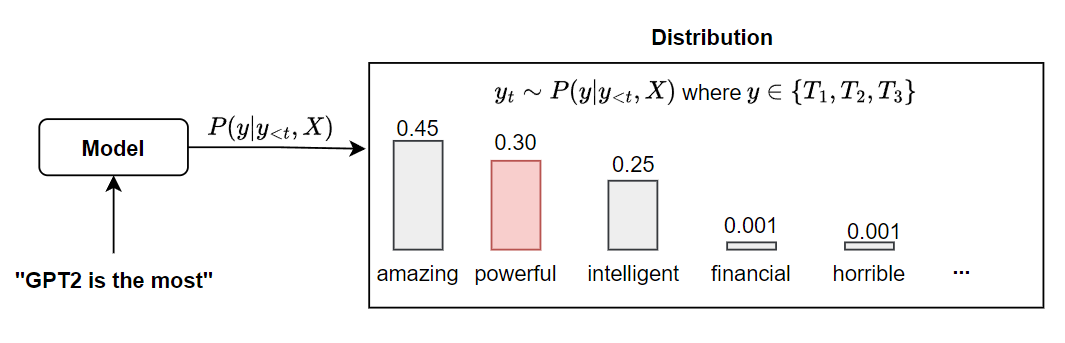 Distribution
y_t ∼ P(y|y_{<t}, X) where y ∈ {T_1, T_2, T_3}
P(y|y_{<t}, X)
Model
"GPT2 is the most"
0.45 0.30 0.25 0.001 0.001
amazing powerful intelligent financial horrible ...